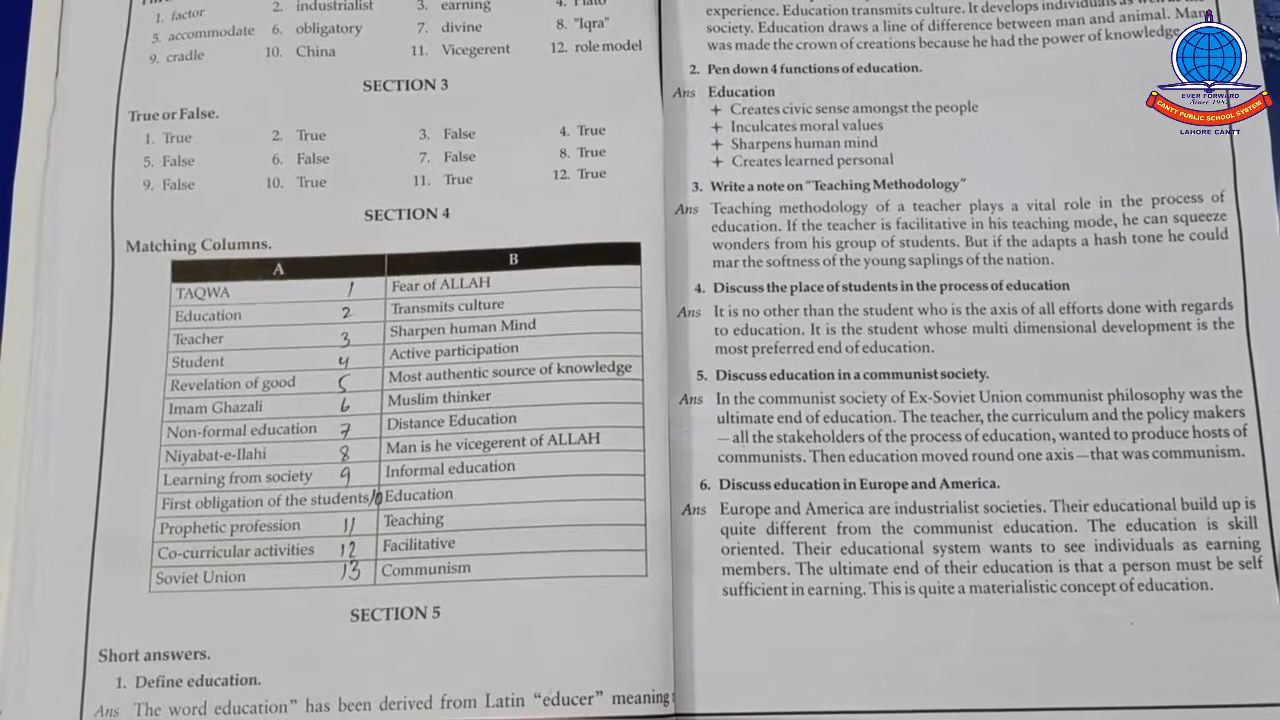 1. factor 2. industrialist 3. earning 4. Plato
5. accommodate 6. obligatory 7. divine 8. "Iqra"
9. cradle 10. China 11. Vicegerent 12. role model
SECTION 3
True or False.
1. True 2. True 3. False 4. True
5. False 6. False 7. False 8. True
9. False 10. True 11. True 12. True
SECTION 4
Matching Columns.
A B
TAQWA 1 Fear of ALLAH
Education 2 Transmits culture
Teacher 3 Sharpen human Mind
Student 4 Active participation
Revelation of good 5 Most authentic source of knowledge
Imam Ghazali 6 Muslim thinker
Non-formal education 7 Distance Education
Niyabat-e-Ilahi 8 Man is he vicegerent of ALLAH
Learning from society 9 Informal education
First obligation of the students 10 Education
Prophetic profession 11 Teaching
Co-curricular activities 12 Facilitative
Soviet Union 13 Communism
SECTION 5
Short answers.
1. Define education.
Ans The word education" has been derived from Latin "educer" meaning
experience. Education transmits culture. It develops individuals as well as the
society. Education draws a line of difference between man and animal. Man
was made the crown of creations because he had the power of knowledge
2. Pen down 4 functions of education.
Ans Education
+ Creates civic sense amongst the people
+ Inculcates moral values
+ Sharpens human mind
+ Creates learned personal
3. Write a note on "Teaching Methodology"
Ans Teaching methodology of a teacher plays a vital role in the process of
education. If the teacher is facilitative in his teaching mode, he can squeeze
wonders from his group of students. But if the adapts a hash tone he could
mar the softness of the young saplings of the nation.
4. Discuss the place of students in the process of education
Ans It is no other than the student who is the axis of all efforts done with regards
to education. It is the student whose multi dimensional development is the
most preferred end of education.
5. Discuss education in a communist society.
Ans In the communist society of Ex-Soviet Union communist philosophy was the
ultimate end of education. The teacher, the curriculum and the policy makers
—all the stakeholders of the process of education, wanted to produce hosts of
communists. Then education moved round one axis—that was communism.
6. Discuss education in Europe and America.
Ans Europe and America are industrialist societies. Their educational build up is
quite different from the communist education. The education is skill
oriented. Their educational system wants to see individuals as earning
members. The ultimate end of their education is that a person must be self
sufficient in earning. This is quite a materialistic concept of education.
EVER FORWARD
Since 1982
CANTT PUBLIC SCHOOL SYSTEM
LAHORE CANTT